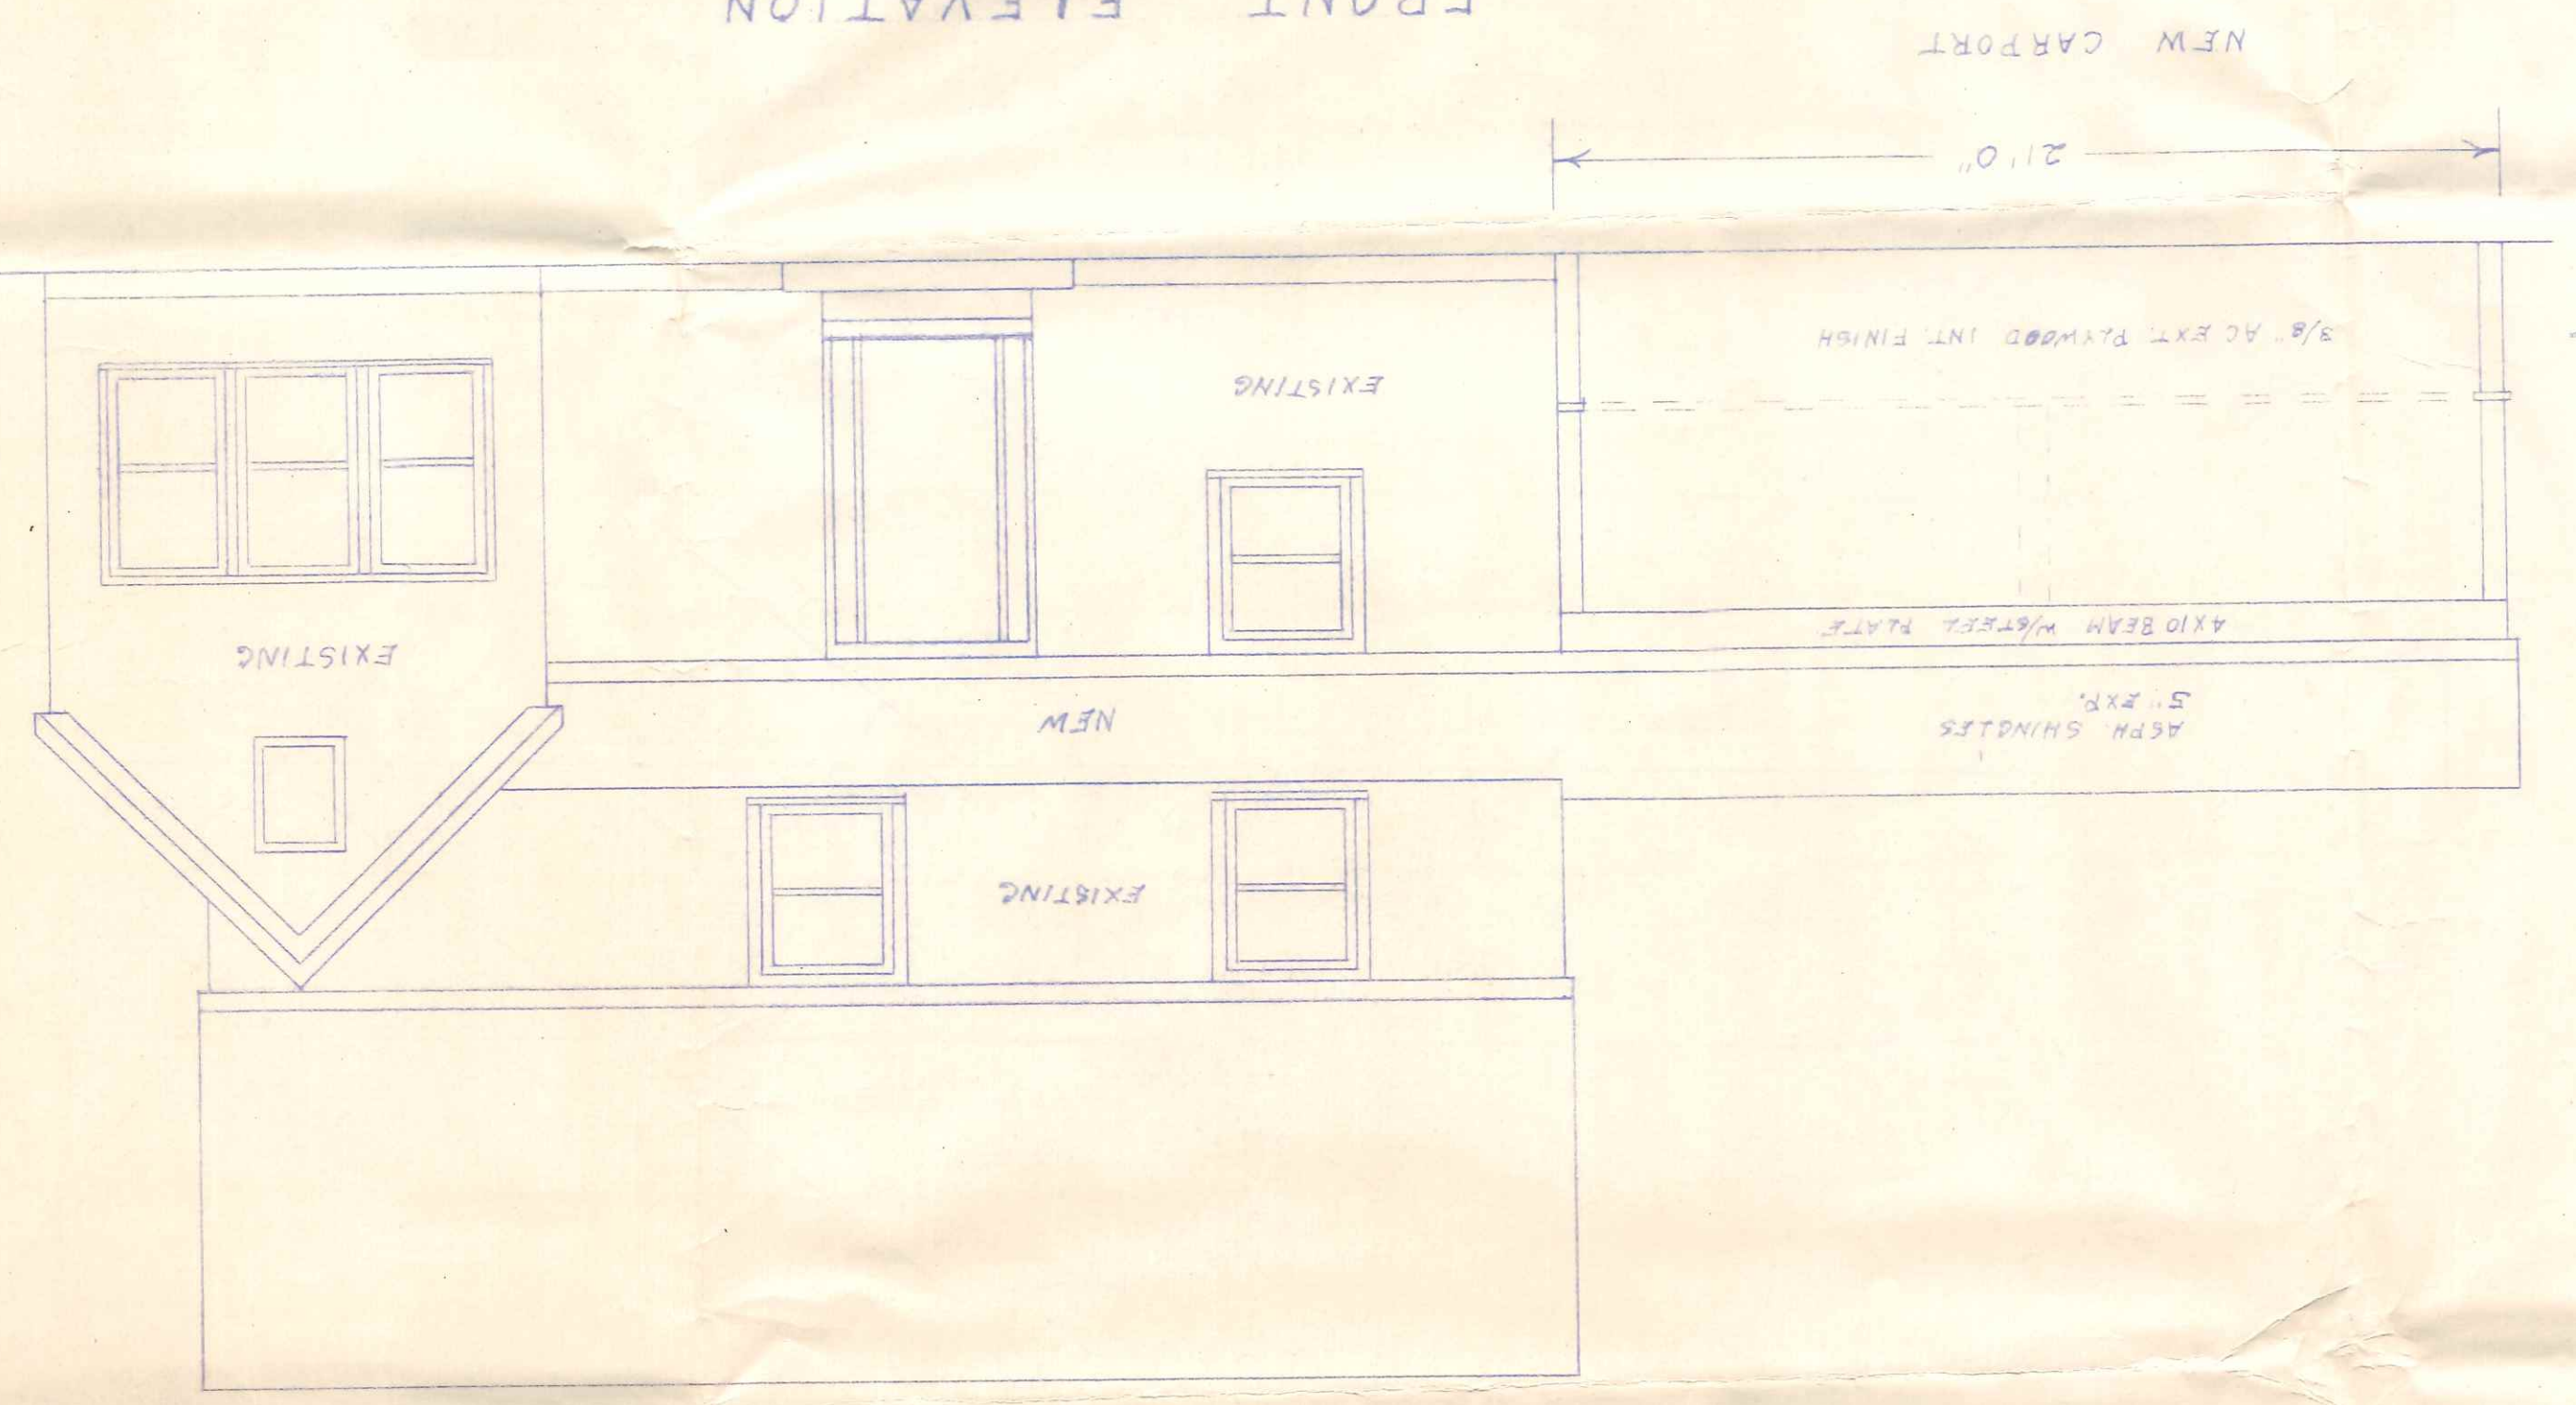 EXISTING
ASPH. SHINGLES
5" EXP.
NEW
EXISTING
4X10 BEAM W/STEEL PLATE
EXISTING
3/8" AC EXT. PLYWOOD INT. FINISH
21'0"
NEW CARPORT
FRONT ELEVATION